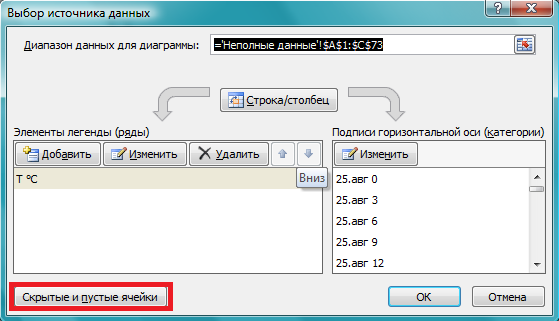 Выбор источника данных
Диапазон данных для диаграммы: ='Неполные данные'!$A$1:$C$73
Строка/столбец
Элементы легенды (ряды)
Подписи горизонтальной оси (категории)
Добавить Изменить Удалить
Изменить
T ºC
Вниз
25.авг 0
25.авг 3
25.авг 6
25.авг 9
25.авг 12
Скрытые и пустые ячейки
OK
Отмена